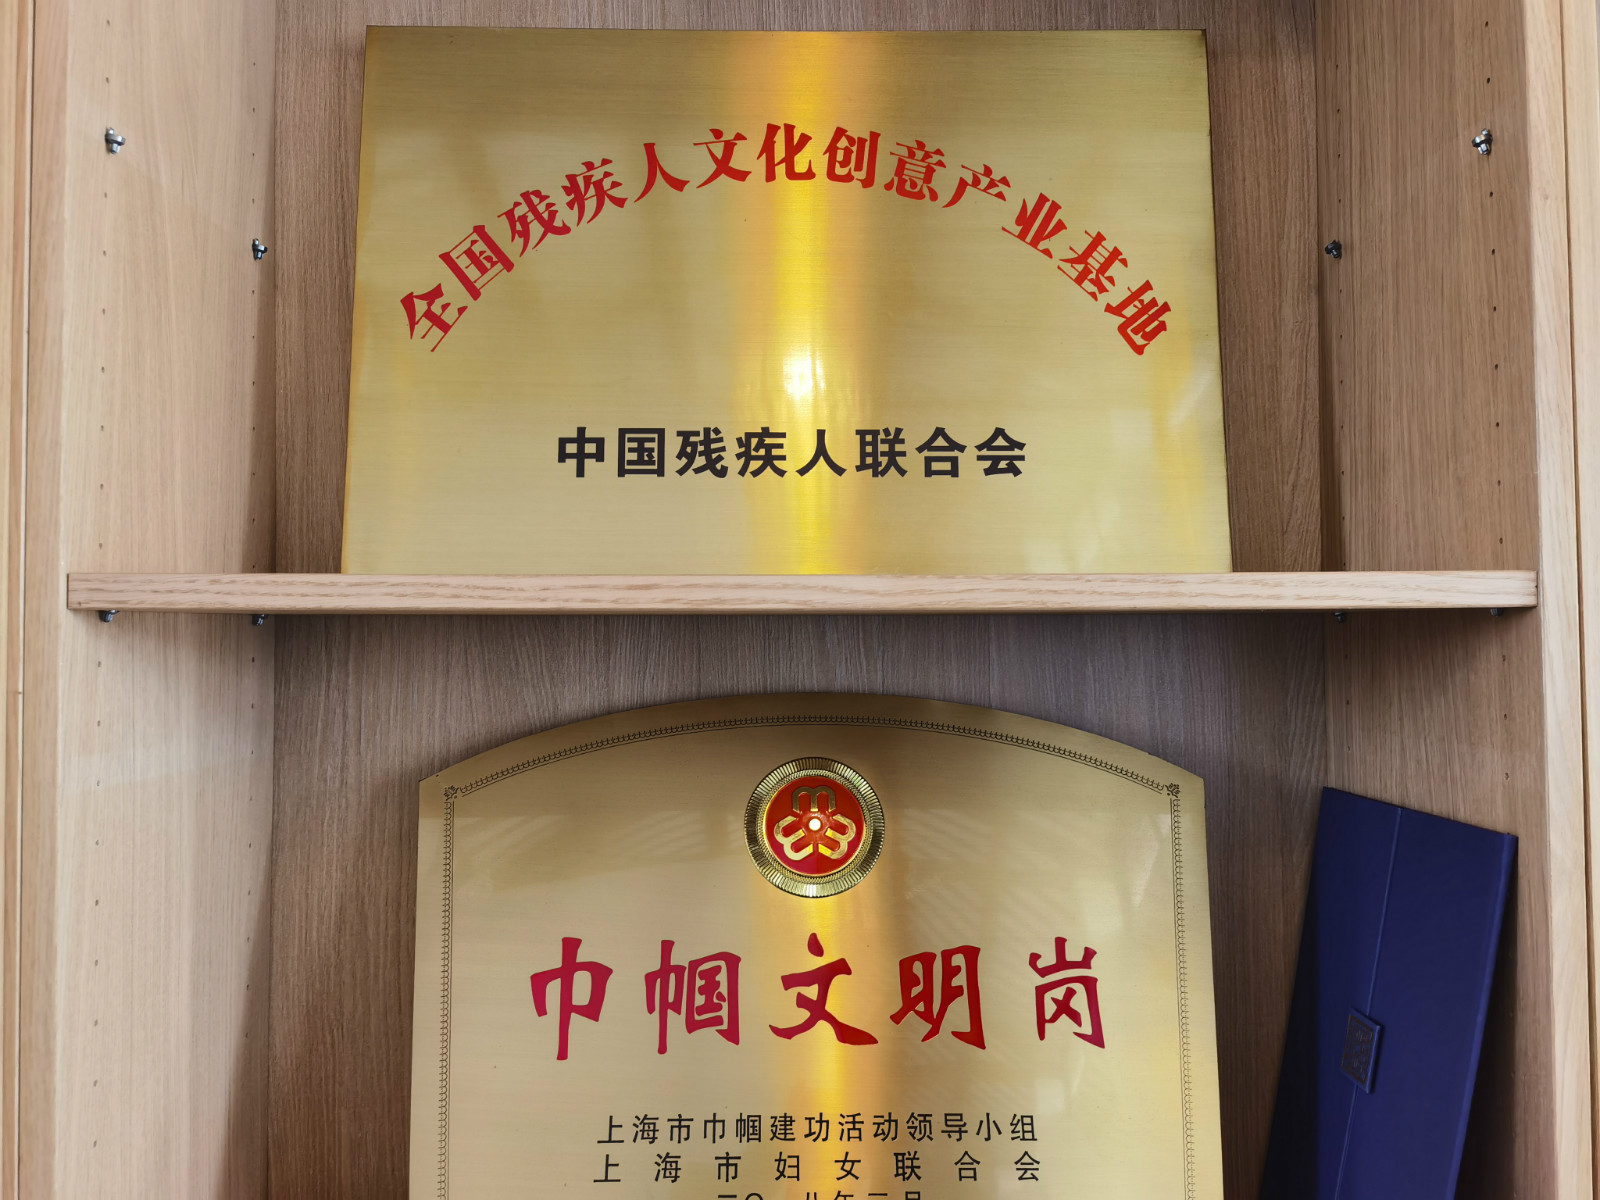 全国残疾人文化创意产业基地
中国残疾人联合会
巾帼文明岗
上海市巾帼建功活动领导小组
上海市妇女联合会